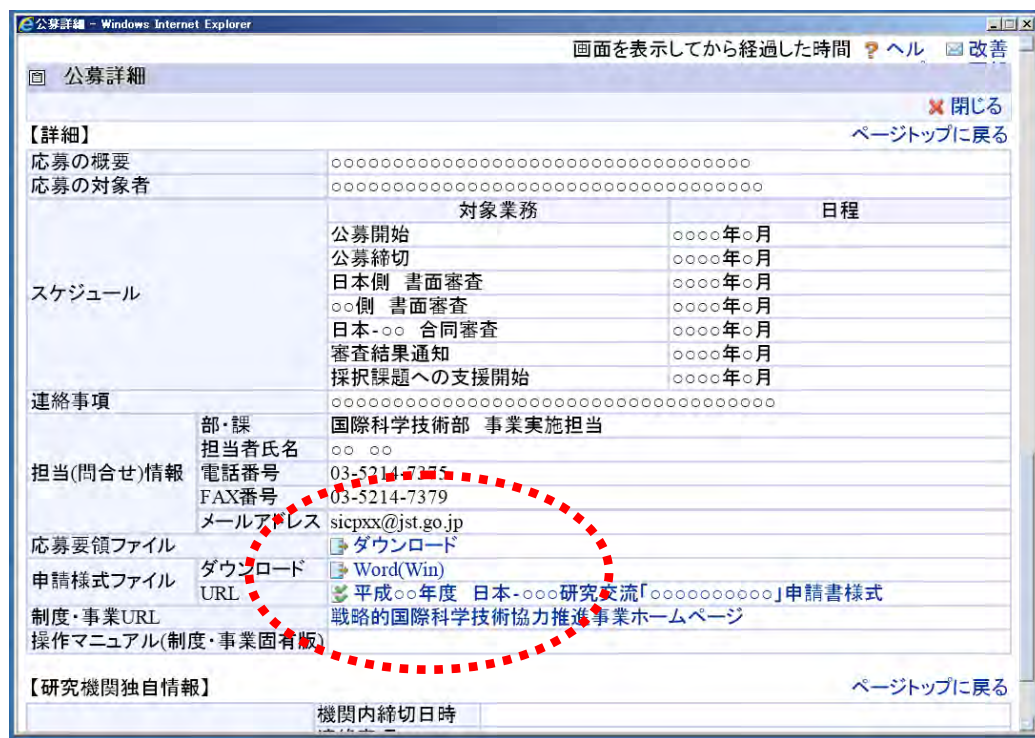 公募詳細 - Windows Internet Explorer
画面を表示してから経過した時間 ヘル 改善
公募詳細
閉じる
【詳細】 ページトップに戻る
応募の概要 ○○○○○○○○○○○○○○○○○○○○○○○○○○○○○○○○○○
応募の対象者 ○○○○○○○○○○○○○○○○○○○○○○○○○○○○○○○○○○○
対象業務 日程
公募開始 ○○○○年○月
公募締切 ○○○○年○月
日本側 書面審査 ○○○○年○月
スケジュール
○○側 書面審査 ○○○○年○月
日本-○○ 合同審査 ○○○○年○月
審査結果通知 ○○○○年○月
採択課題への支援開始 ○○○○年○月
連絡事項 ○○○○○○○○○○○○○○○○○○○○○○○○○○○○○○○○○○○○
部・課 国際科学技術部 事業実施担当
担当者氏名 ○○ ○○
担当(問合せ)情報 電話番号 03-5214-7375
FAX番号 03-5214-7379
メールアドレス sicpxx@jst.go.jp
応募要領ファイル ダウンロード
申請様式ファイル ダウンロード Word(Win)
URL 平成○○年度 日本-○○○研究交流「○○○○○○○○○○」申請書様式
制度・事業URL 戦略的国際科学技術協力推進事業ホームページ
操作マニュアル(制度・事業固有版)
【研究機関独自情報】 ページトップに戻る
機関内締切日時